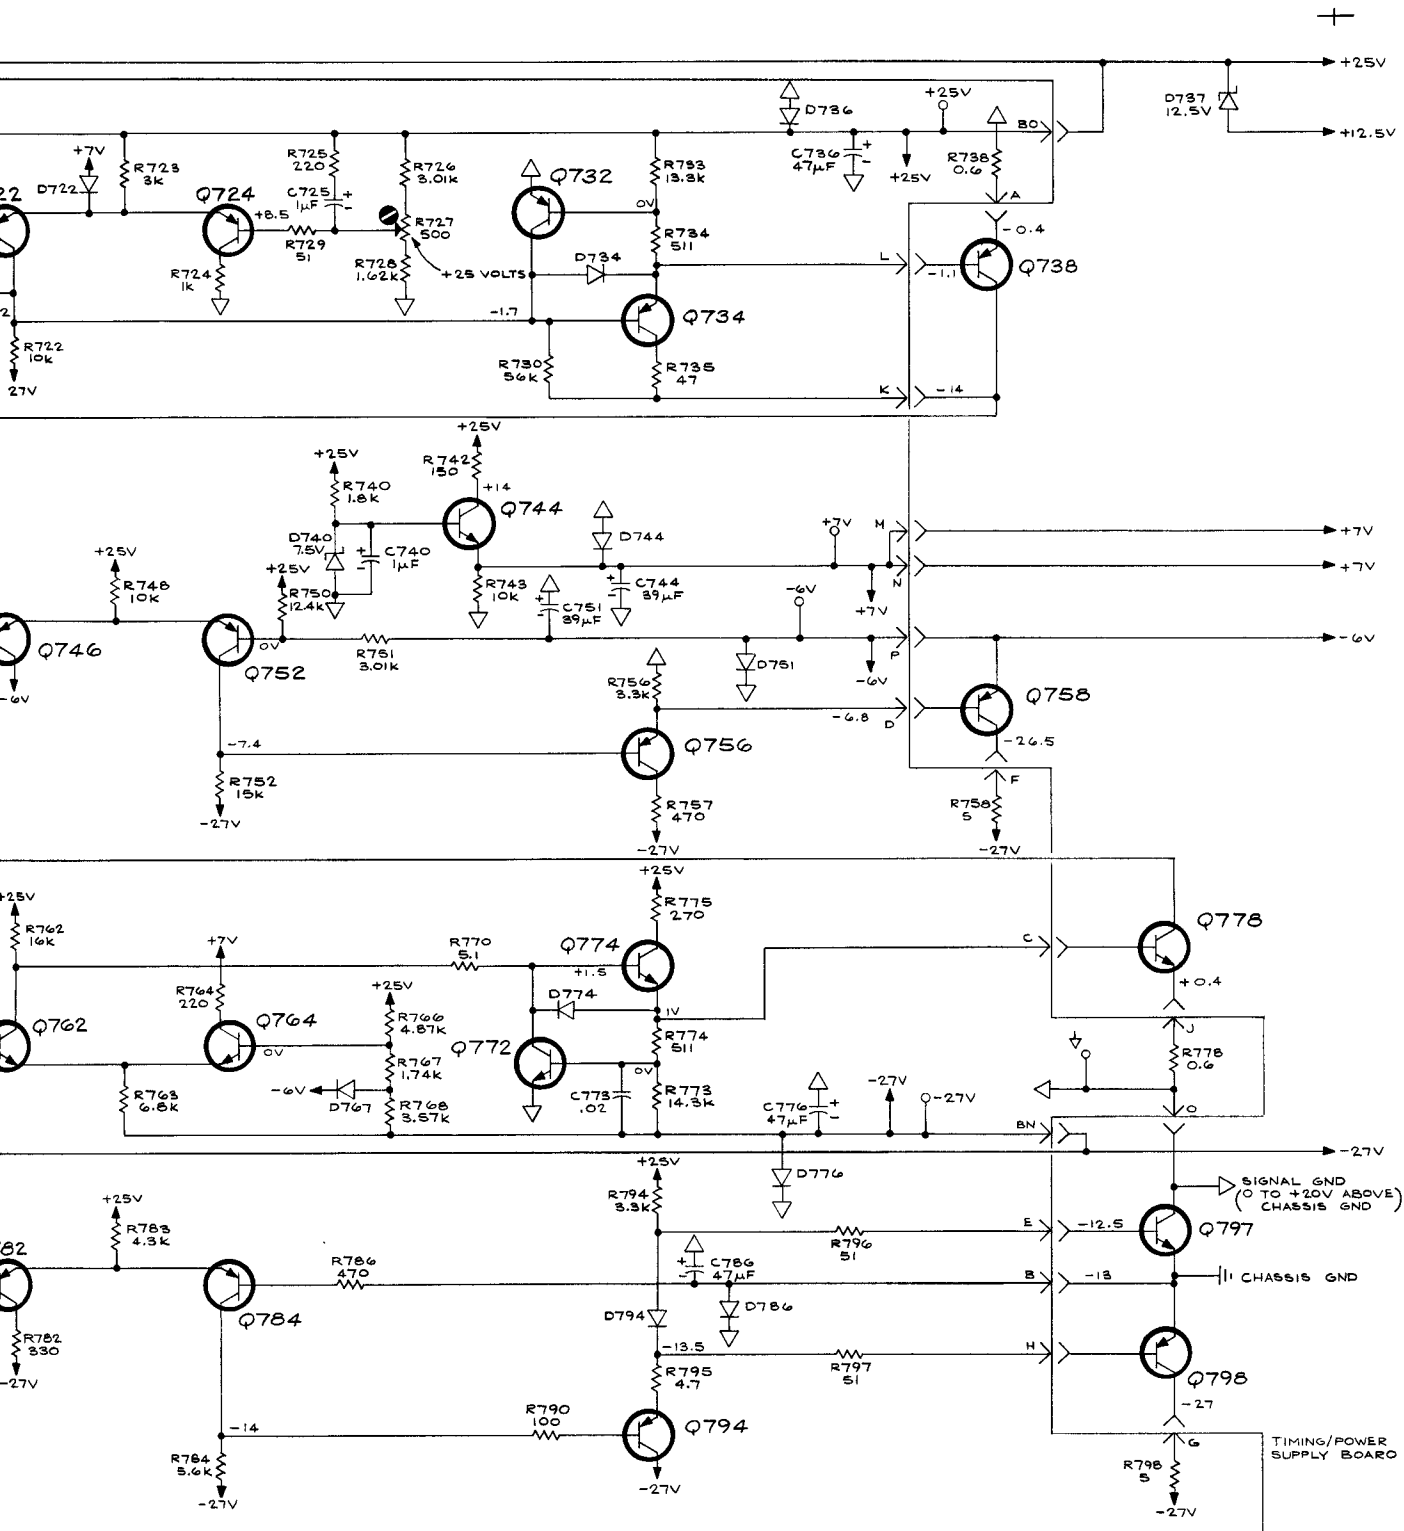 +25V
D737
12.5V
+12.5V
D736
+25V
BO
C736
47µF
+
-
+25V
R738
0.6
A
+7V
D722
R723
3K
22
Q724
+8.5
R725
220
C725
1µF
+
-
R726
3.01K
R727
500
R729
51
R728
1.62K
+25 VOLTS
R724
1K
Q732
R733
13.3K
0V
R734
511
D734
L
-1.1
-0.4
Q738
2
-1.7
Q734
R722
10K
27V
R730
56K
R735
47
K
-14
+25V
R742
150
+14
Q744
+25V
R740
1.8K
D740
7.5V
C740
1µF
+
-
D744
+7V
M
+7V
+25V
R748
10K
+25V
R750
12.4K
R743
10K
C751
39µF
+
-
C744
39µF
+
-
-6V
+7V
N
+7V
Q746
-6V
Q752
0V
R751
3.01K
D751
-6V
P
-6V
R756
3.3K
-6.8
D
Q758
-26.5
-7.4
Q756
R752
15K
-27V
R757
470
-27V
F
R758
5
-27V
+25V
R762
16K
+7V
R764
220
R770
5.1
+25V
R775
270
Q774
+1.5
C
Q778
+0.4
Q762
Q764
0V
+25V
R766
4.87K
D774
1V
Q772
R774
511
0V
J
R778
0.6
R763
6.8K
-6V
D767
R767
1.74K
R768
3.57K
C773
.02
R773
14.3K
C776
47µF
+
-
-27V
-27V
BN
O
-27V
D776
+25V
R783
4.3K
+25V
R794
3.3K
SIGNAL GND
(0 TO +20V ABOVE)
CHASSIS GND
E
-12.5
Q797
R796
51
82
R786
470
C786
47µF
+
-
B
-13
CHASSIS GND
Q784
D794
D786
R782
330
-27V
-13.5
R795
4.7
R797
51
H
Q798
-27
-14
R790
100
Q794
R784
5.6K
-27V
-27V
G
R798
5
-27V
TIMING/POWER
SUPPLY BOARD